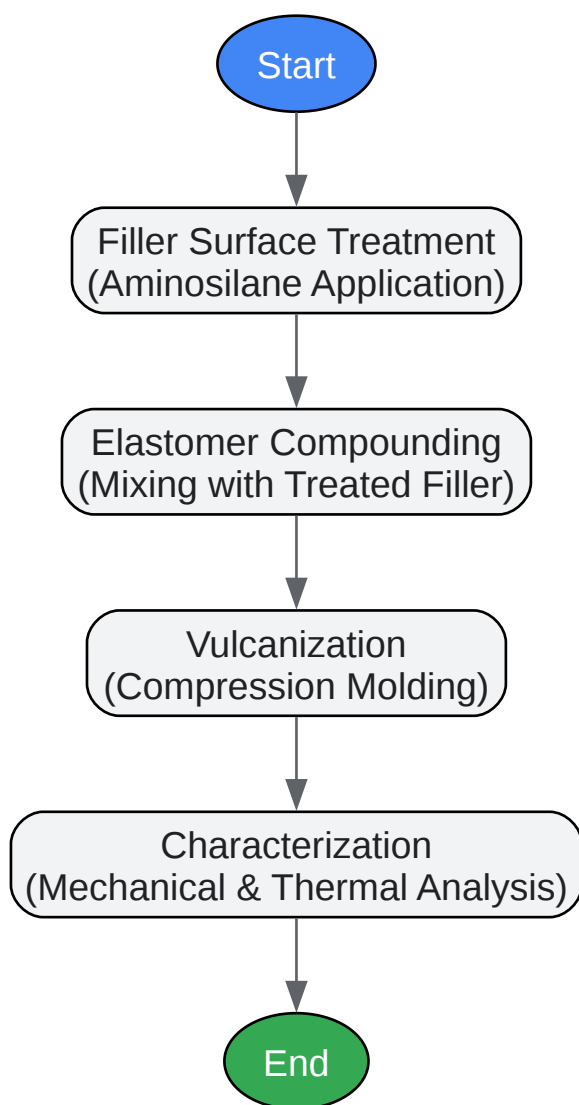 Start
Filler Surface Treatment
(Aminosilane Application)
Elastomer Compounding
(Mixing with Treated Filler)
Vulcanization
(Compression Molding)
Characterization
(Mechanical & Thermal Analysis)
End